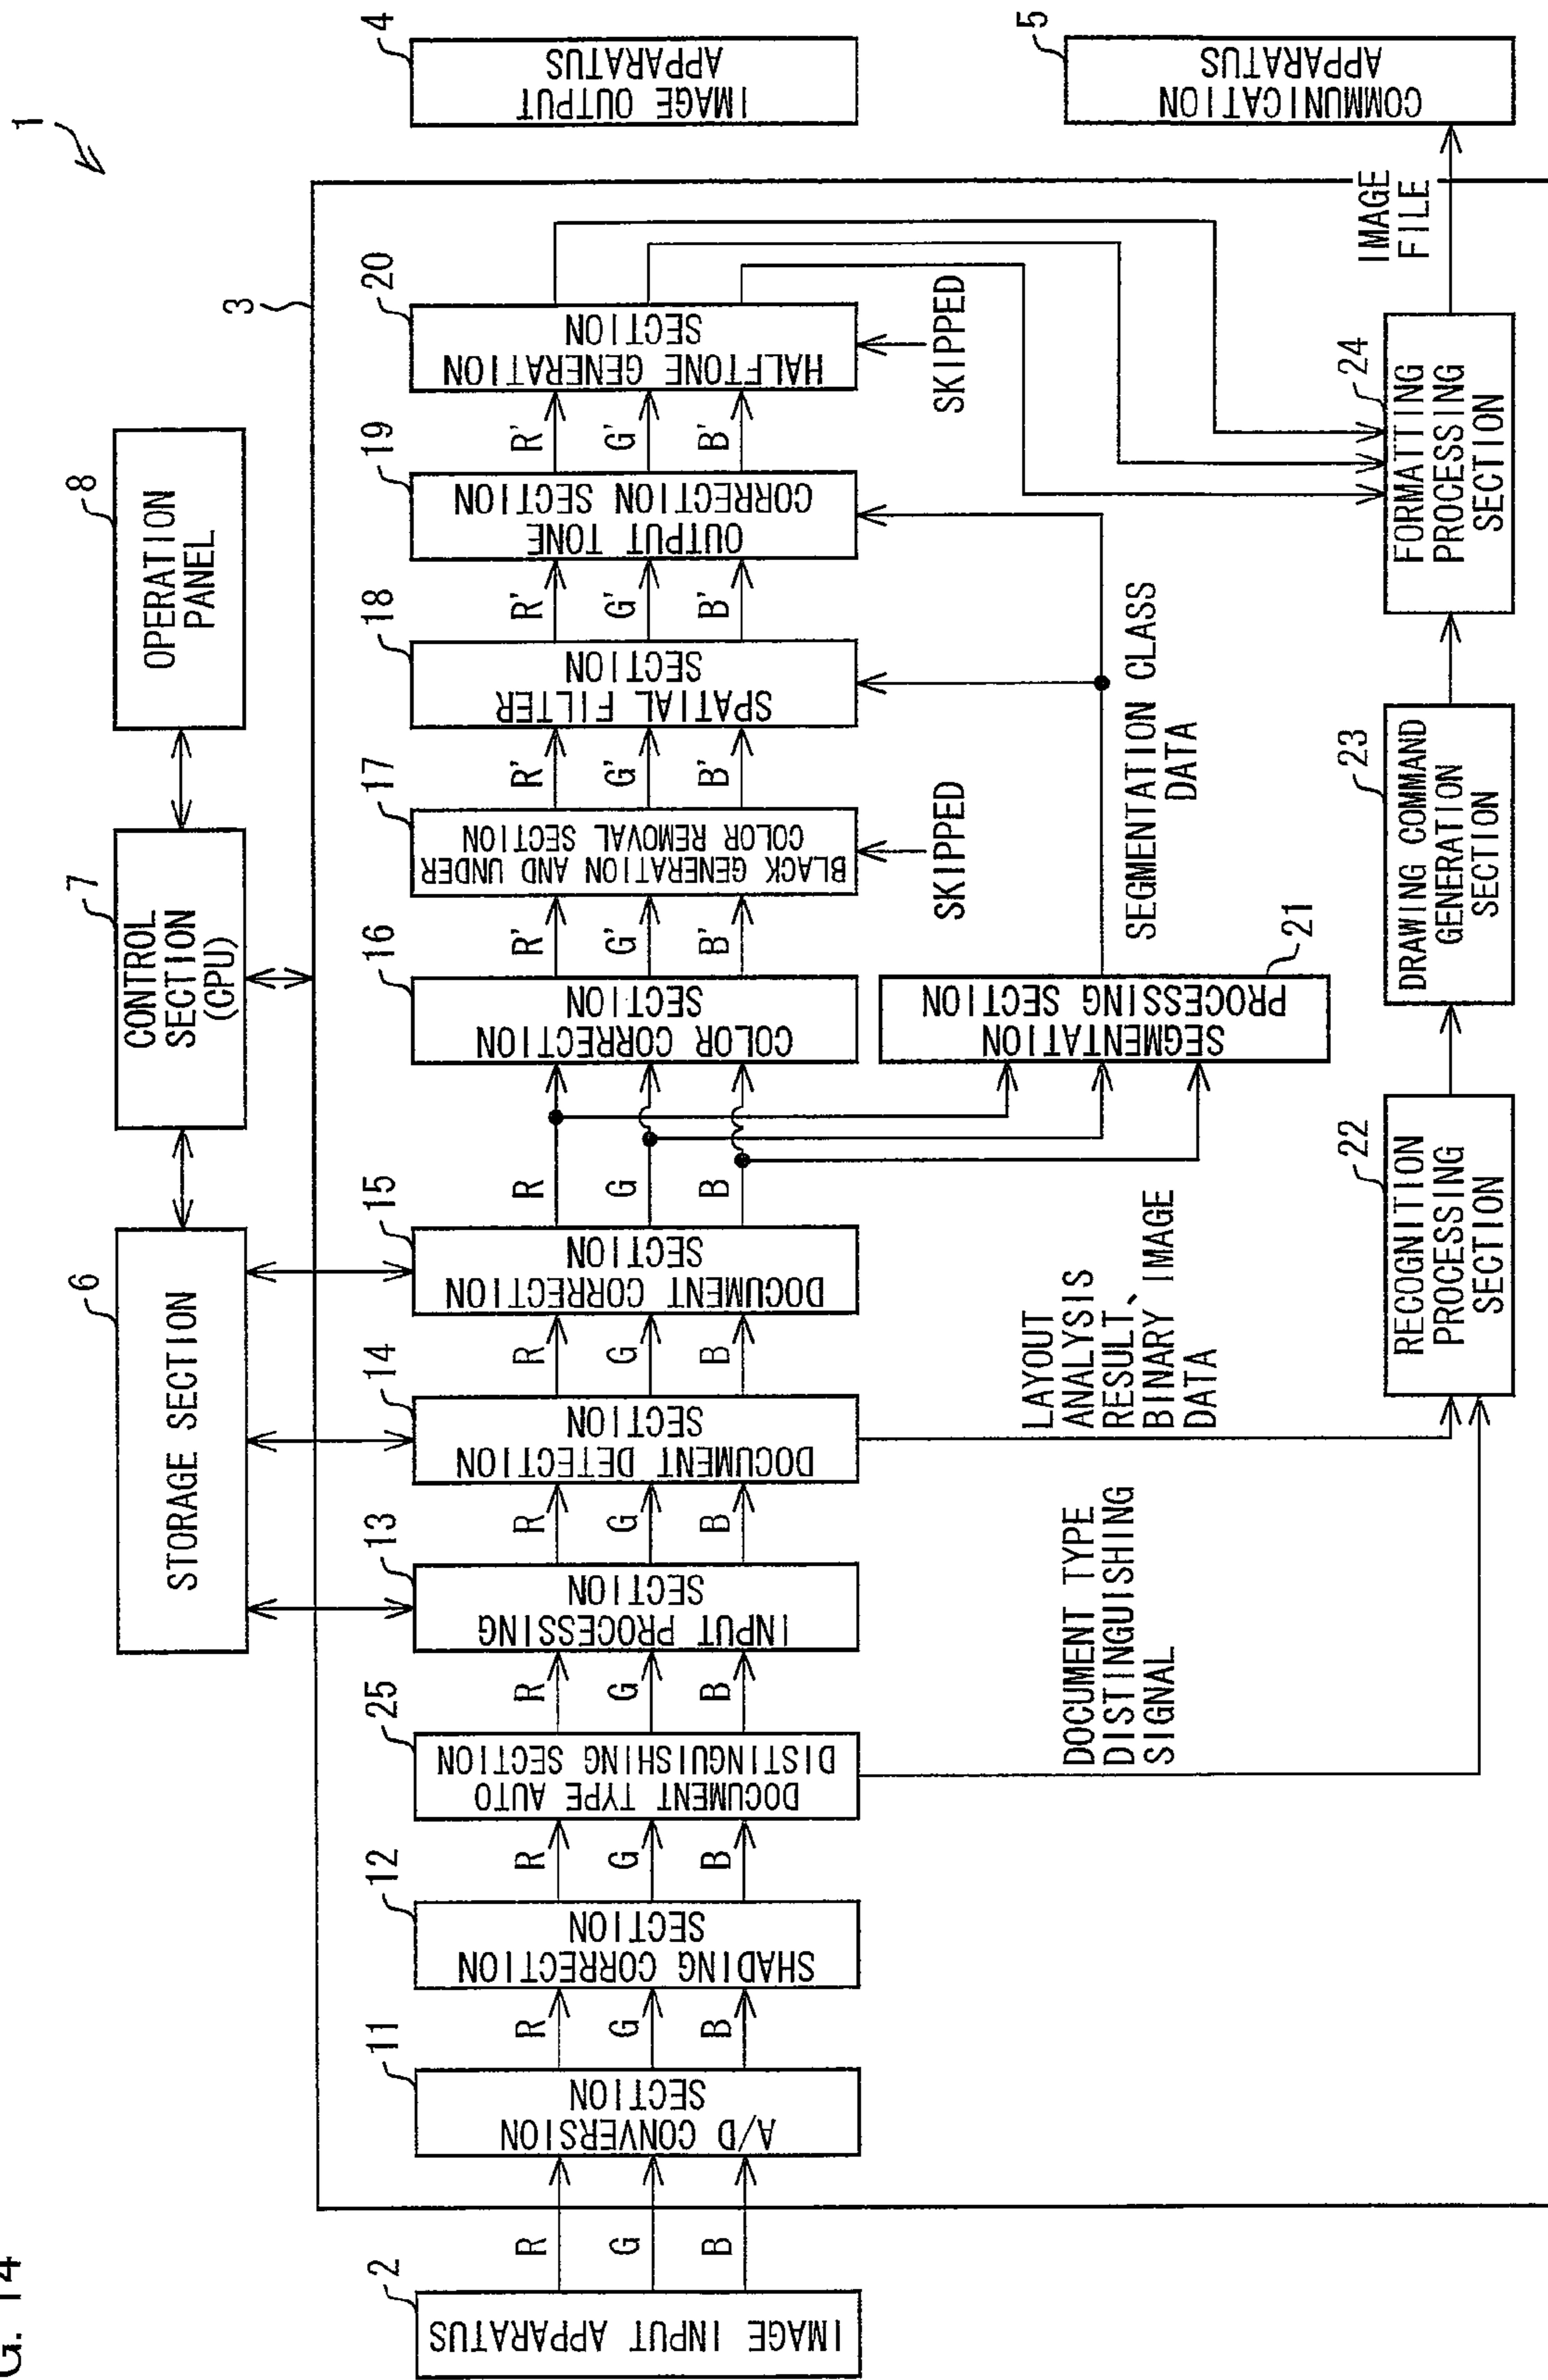 G. 14
1
2
IMAGE INPUT APPARATUS
R
G
B
3
6
STORAGE SECTION
7
CONTROL
SECTION
(CPU)
8
OPERATION
PANEL
11
A/D CONVERSION
SECTION
R
G
B
12
SHADING CORRECTION
SECTION
R
G
B
25
DOCUMENT TYPE AUTO
DISTINGUISHING SECTION
R
G
B
13
INPUT PROCESSING
SECTION
R
G
B
14
DOCUMENT DETECTION
SECTION
R
G
B
15
DOCUMENT CORRECTION
SECTION
R
G
B
16
COLOR CORRECTION
SECTION
R'
G'
B'
17
BLACK GENERATION AND UNDER
COLOR REMOVAL SECTION
R'
G'
B'
18
SPATIAL FILTER
SECTION
R'
G'
B'
19
OUTPUT TONE
CORRECTION SECTION
R'
G'
B'
20
HALFTONE GENERATION
SECTION
4
IMAGE OUTPUT
APPARATUS
SKIPPED
SKIPPED
21
SEGMENTATION
PROCESSING SECTION
SEGMENTATION CLASS
DATA
DOCUMENT TYPE
DISTINGUISHING
SIGNAL
LAYOUT
ANALYSIS
RESULT、
BINARY IMAGE
DATA
22
RECOGNITION
PROCESSING
SECTION
23
DRAWING COMMAND
GENERATION
SECTION
24
FORMATTING
PROCESSING
SECTION
IMAGE
FILE
5
COMMUNICATION
APPARATUS